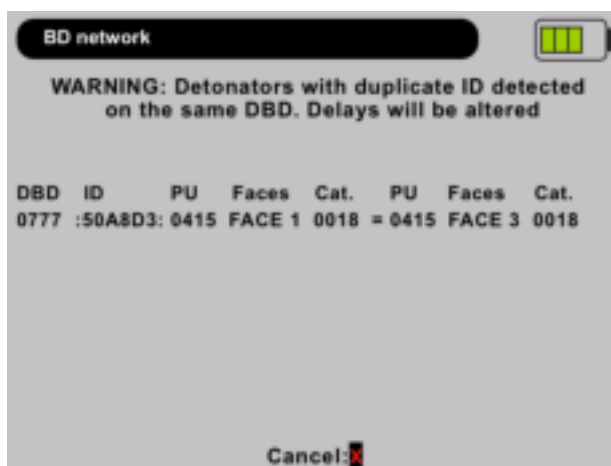 BD network
WARNING: Detonators with duplicate ID detected
on the same DBD. Delays will be altered
DBD ID PU Faces Cat. PU Faces Cat.
0777 :50A8D3: 0415 FACE 1 0018 = 0415 FACE 3 0018
Cancel:X